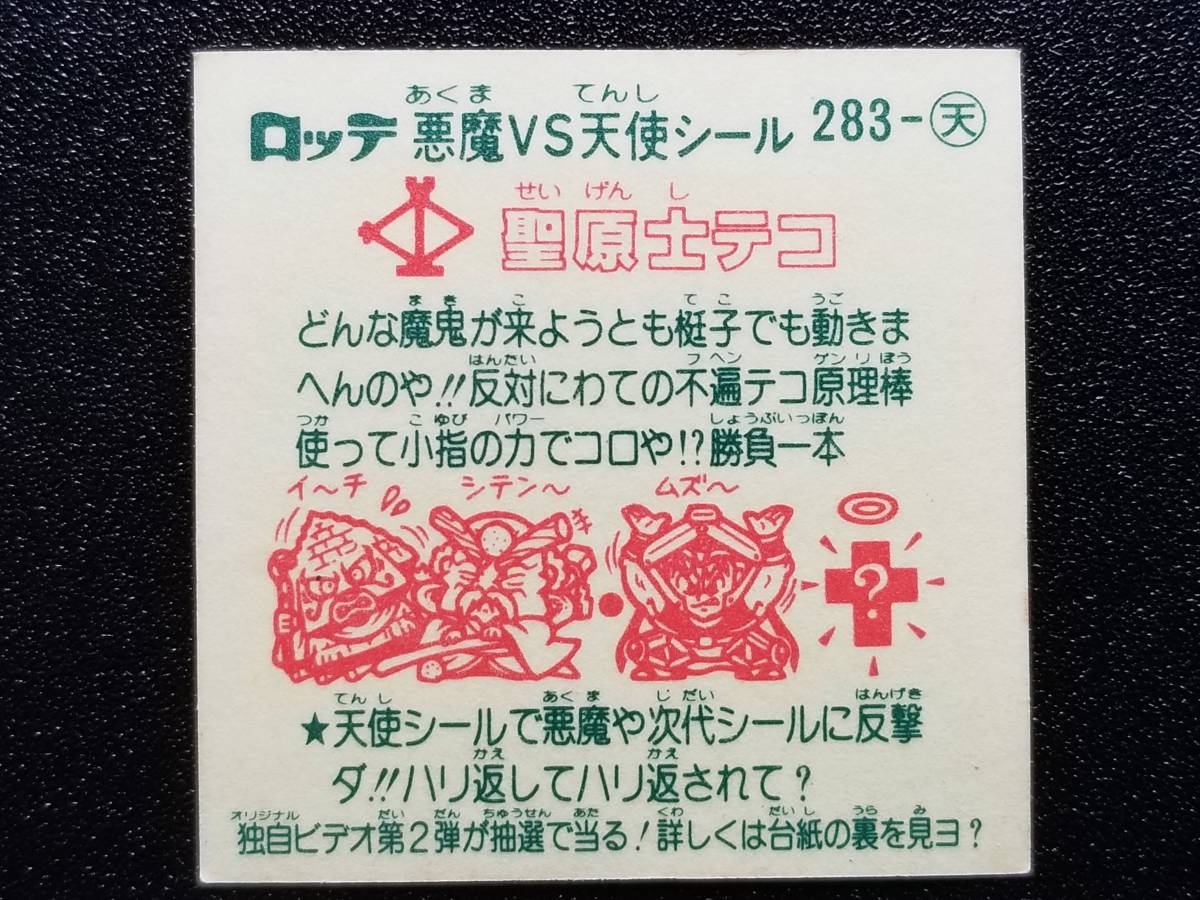 あくま てんし
ロッテ 悪魔VS天使シール 283-天
せい げん し
聖原士テコ
ま き こ て こ うご
どんな魔鬼が来ようとも梃子でも動きま
はんたい フ ヘン ゲン リ ぼう
へんのや!!反対にわての不遍テコ原理棒
つか こ ゆび パワー しょうぶいっぽん
使って小指の力でコロや!?勝負一本
イ〜チ シテン〜 ムズ〜
?
てん し あく ま じ だい はんげき
★天使シールで悪魔や次代シールに反撃
かえ かえ
ダ!!ハリ返してハリ返されて?
オリジナル だい だん ちゅうせん あた くわ だい し うら み
独自ビデオ第2弾が抽選で当る!詳しくは台紙の裏を見ヨ?